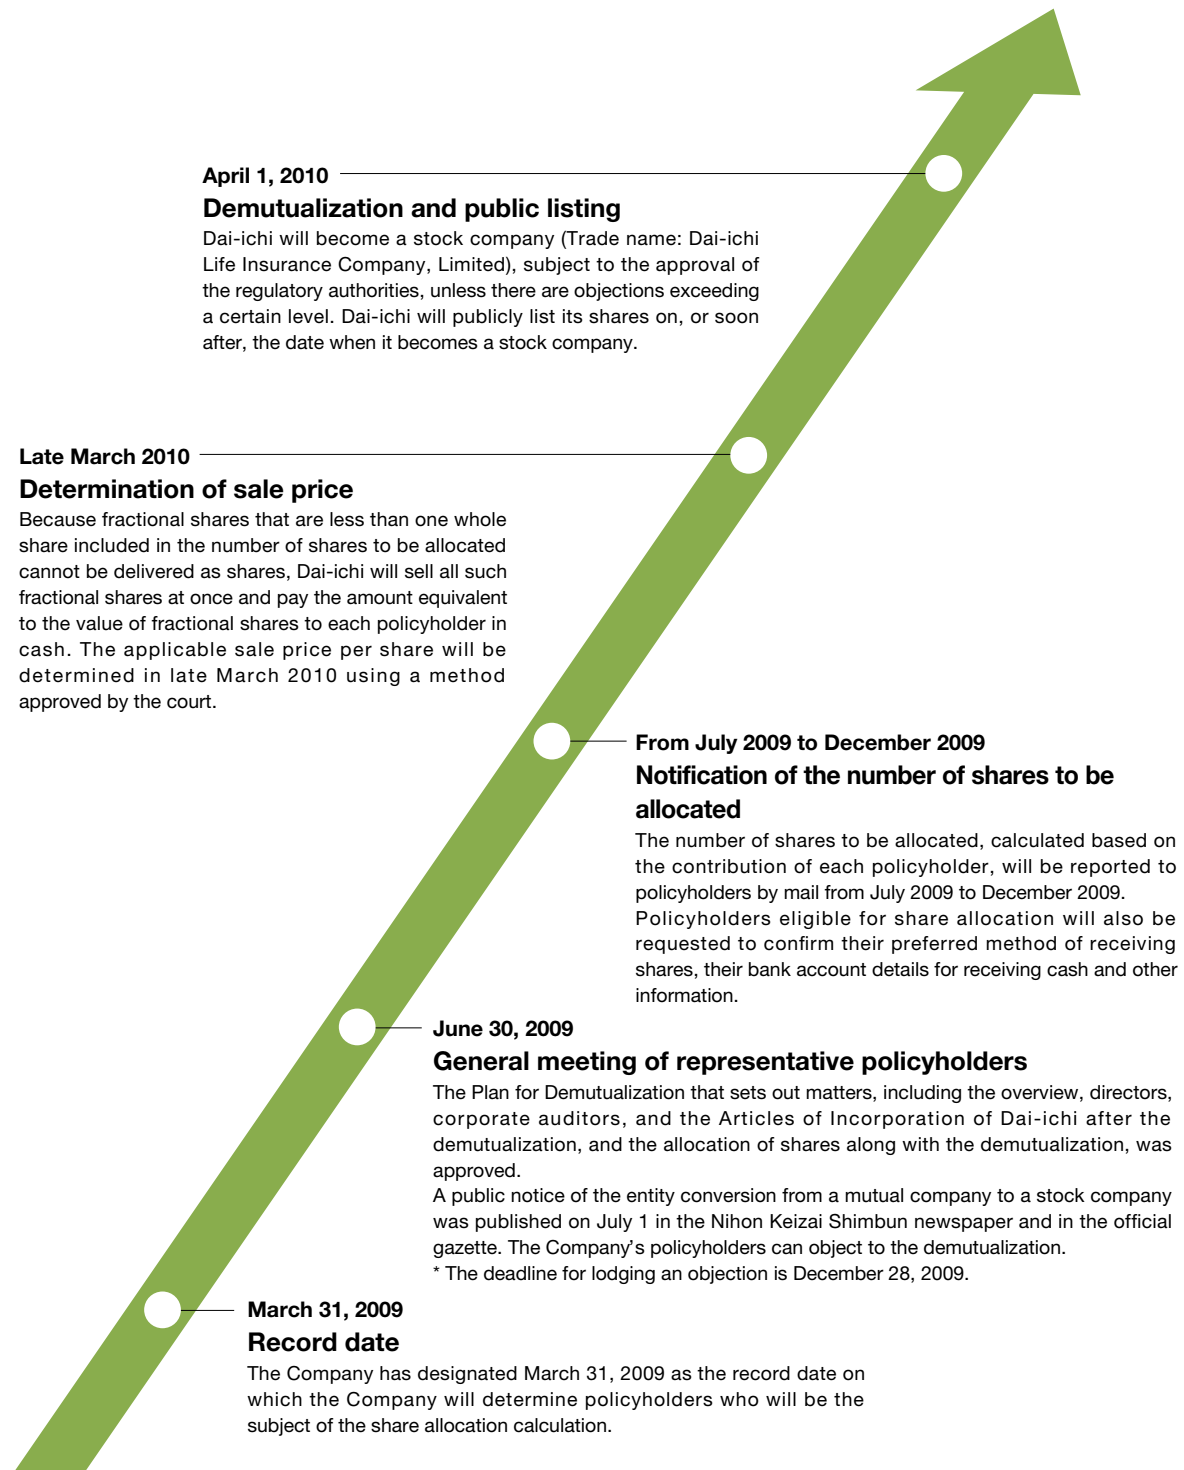 April 1, 2010
Demutualization and public listing
Dai-ichi will become a stock company (Trade name: Dai-ichi
Life Insurance Company, Limited), subject to the approval of
the regulatory authorities, unless there are objections exceeding
a certain level. Dai-ichi will publicly list its shares on, or soon
after, the date when it becomes a stock company.
Late March 2010
Determination of sale price
Because fractional shares that are less than one whole
share included in the number of shares to be allocated
cannot be delivered as shares, Dai-ichi will sell all such
fractional shares at once and pay the amount equivalent
to the value of fractional shares to each policyholder in
cash. The applicable sale price per share will be
determined in late March 2010 using a method
approved by the court.
From July 2009 to December 2009
Notification of the number of shares to be
allocated
The number of shares to be allocated, calculated based on
the contribution of each policyholder, will be reported to
policyholders by mail from July 2009 to December 2009.
Policyholders eligible for share allocation will also be
requested to confirm their preferred method of receiving
shares, their bank account details for receiving cash and other
information.
June 30, 2009
General meeting of representative policyholders
The Plan for Demutualization that sets out matters, including the overview, directors,
corporate auditors, and the Articles of Incorporation of Dai-ichi after the
demutualization, and the allocation of shares along with the demutualization, was
approved.
A public notice of the entity conversion from a mutual company to a stock company
was published on July 1 in the Nihon Keizai Shimbun newspaper and in the official
gazette. The Company's policyholders can object to the demutualization.
* The deadline for lodging an objection is December 28, 2009.
March 31, 2009
Record date
The Company has designated March 31, 2009 as the record date on
which the Company will determine policyholders who will be the
subject of the share allocation calculation.